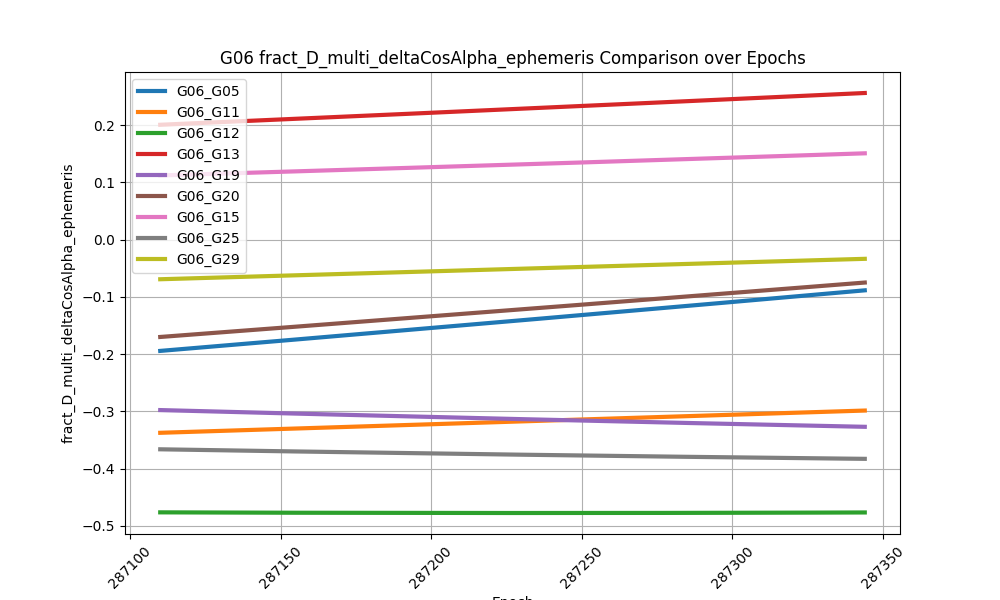 G06 fract_D_multi_deltaCosAlpha_ephemeris Comparison over Epochs
fract_D_multi_deltaCosAlpha_ephemeris
0.2
0.1
0.0
−0.1
−0.2
−0.3
−0.4
−0.5
G06_G05
G06_G11
G06_G12
G06_G13
G06_G19
G06_G20
G06_G15
G06_G25
G06_G29
287100
287150
287200
287250
287300
287350
Epoch